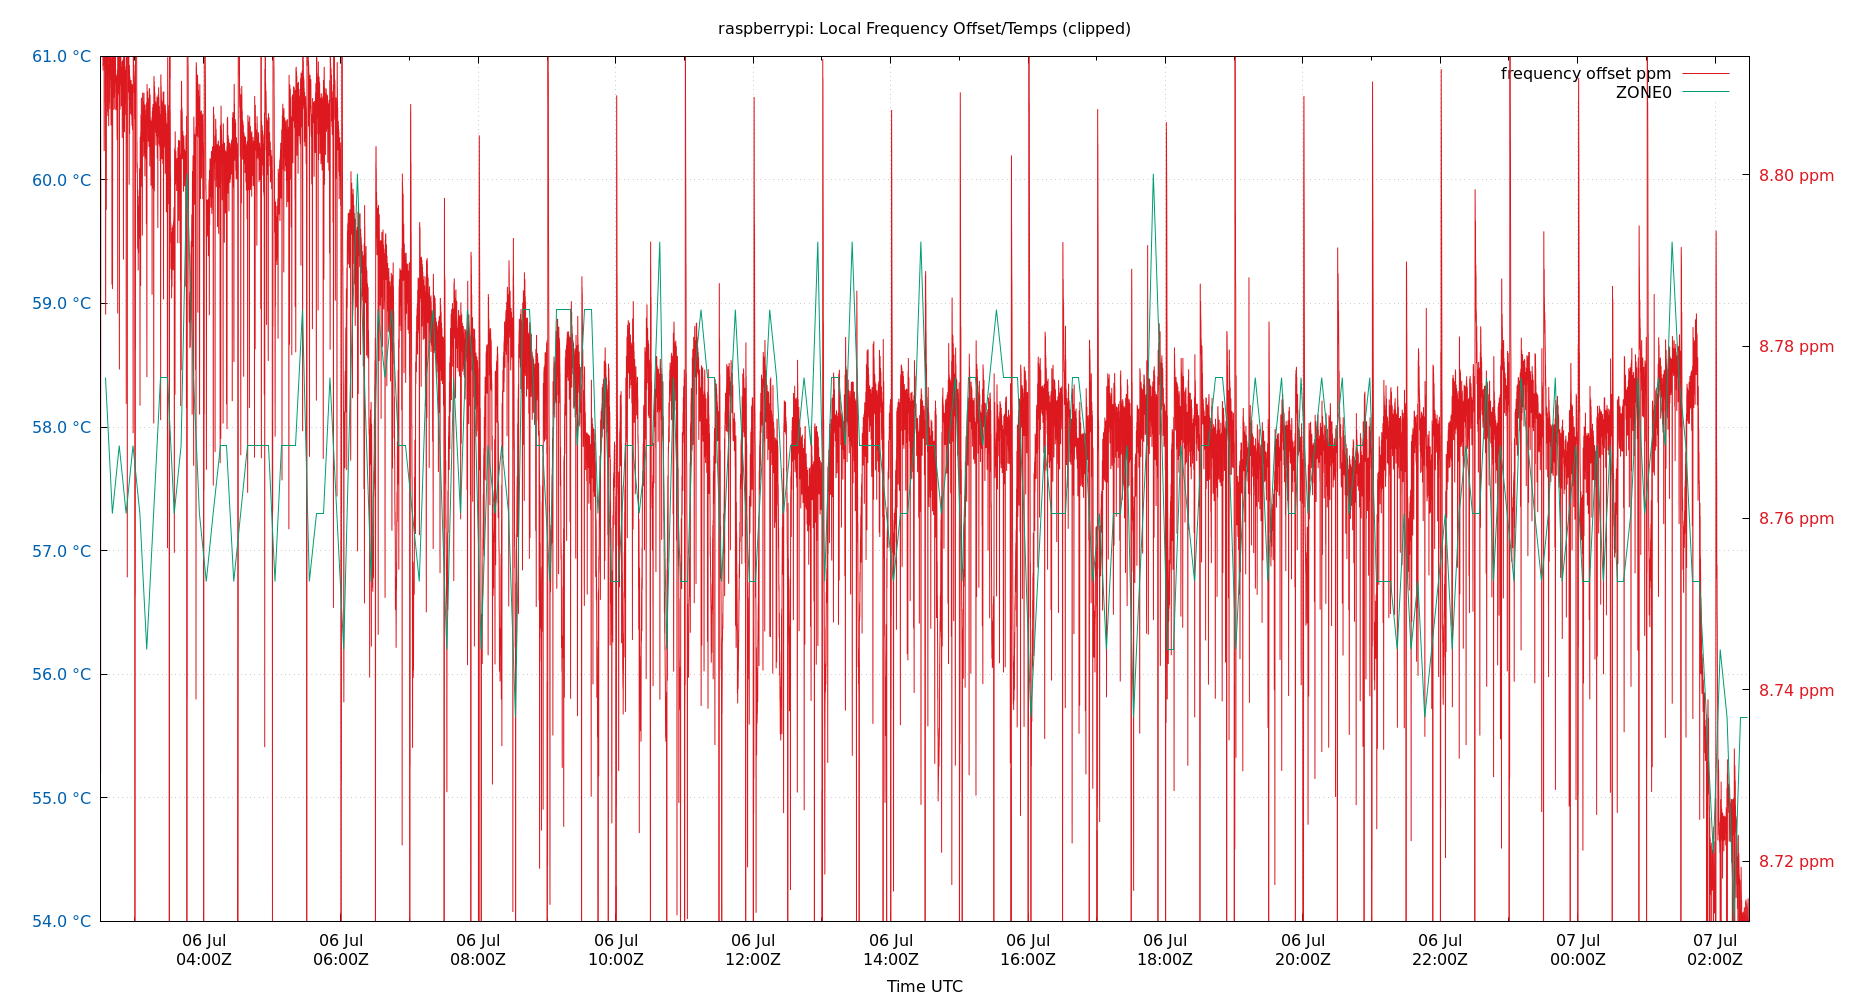 raspberrypi: Local Frequency Offset/Temps (clipped)
frequency offset ppm
ZONE0
61.0 °C
60.0 °C
59.0 °C
58.0 °C
57.0 °C
56.0 °C
55.0 °C
54.0 °C
8.80 ppm
8.78 ppm
8.76 ppm
8.74 ppm
8.72 ppm
06 Jul 06 Jul 06 Jul 06 Jul 06 Jul 06 Jul 06 Jul 06 Jul 06 Jul 06 Jul 07 Jul 07 Jul
04:00Z 06:00Z 08:00Z 10:00Z 12:00Z 14:00Z 16:00Z 18:00Z 20:00Z 22:00Z 00:00Z 02:00Z
Time UTC